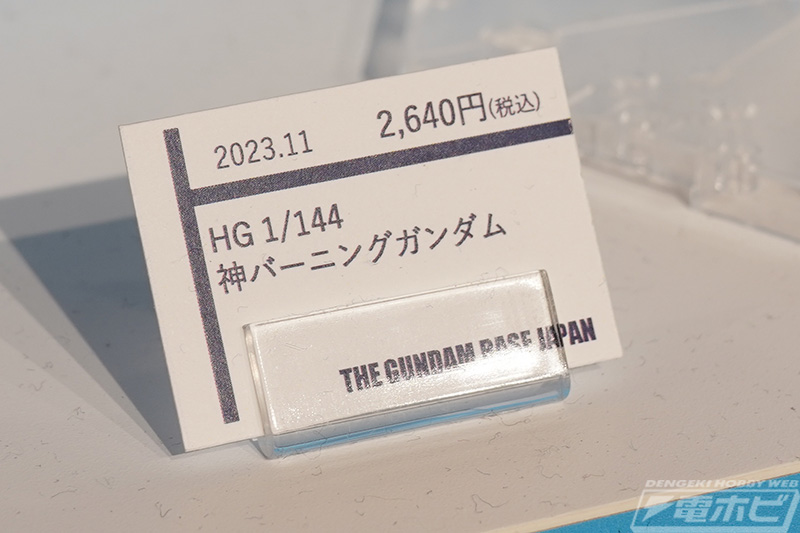 2023.11 2,640円(税込)
HG 1/144
神バーニングガンダム
THE GUNDAM BASE JAPAN
DENGEKI HOBBY WEB
電ホビ